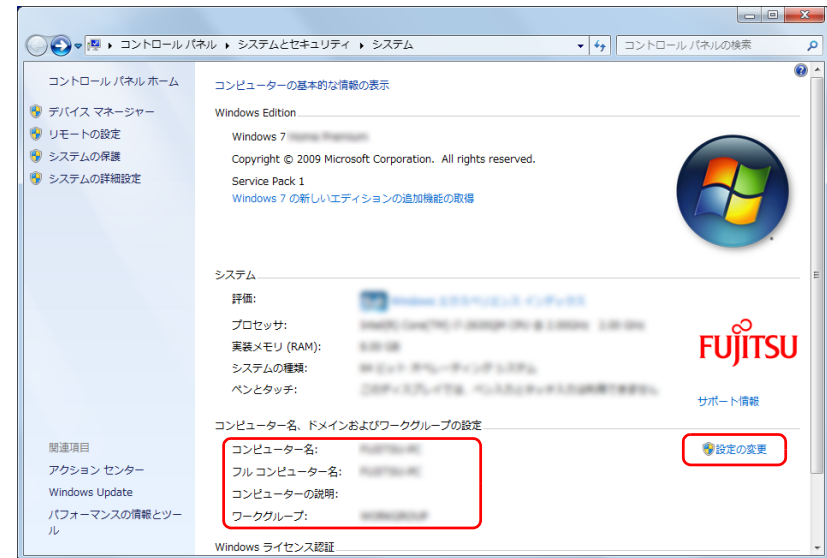 コントロール パネル ▸ システムとセキュリティ ▸ システム
コントロール パネルの検索
コントロール パネル ホーム
デバイス マネージャー
リモートの設定
システムの保護
システムの詳細設定
コンピューターの基本的な情報の表示
Windows Edition
Windows 7
Copyright © 2009 Microsoft Corporation. All rights reserved.
Service Pack 1
Windows 7 の新しいエディションの追加機能の取得
システム
評価:
プロセッサ:
実装メモリ (RAM):
システムの種類:
ペンとタッチ:
FUJITSU
サポート情報
コンピューター名、ドメインおよびワークグループの設定
コンピューター名:
フル コンピューター名:
コンピューターの説明:
ワークグループ:
設定の変更
Windows ライセンス認証
関連項目
アクション センター
Windows Update
パフォーマンスの情報とツー
ル